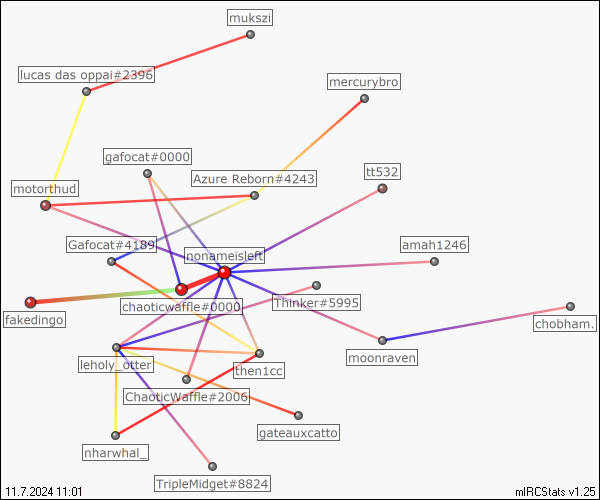 mukszi
lucas das oppai#2396
mercurybro
gafocat#0000
tt532
Azure Reborn#4243
motorthud
Gafocat#4189
nonameisleft
amah1246
Thinker#5995
chaoticwaffle#0000
fakedingo
chobham.
moonraven
leholy_otter
then1cc
ChaoticWaffle#2006
gateauxcatto
nharwhal_
TripleMidget#8824
11.7.2024 11:01
mIRCStats v1.25